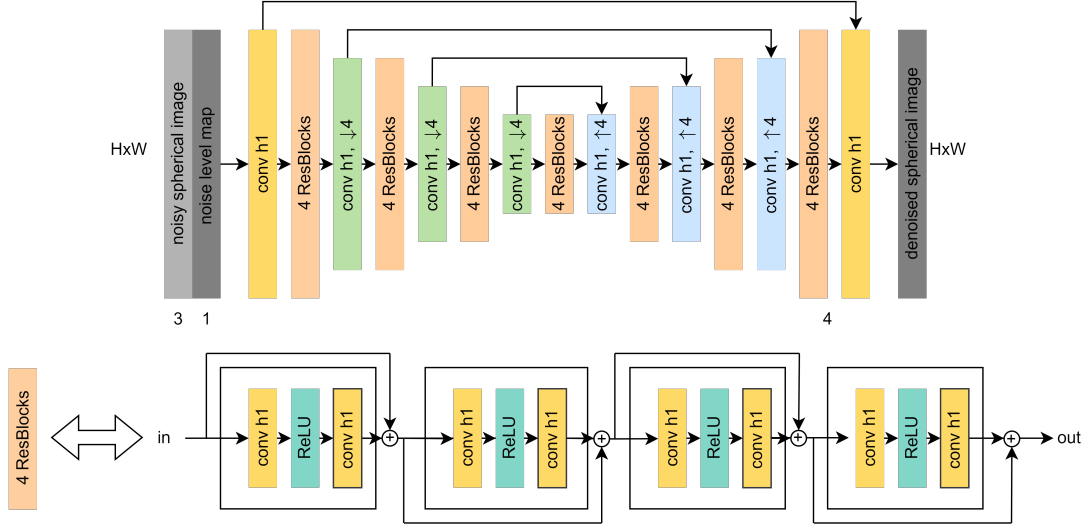 HxW
noisy spherical image
noise level map
conv h1
4 ResBlocks
conv h1, ↓4
4 ResBlocks
conv h1, ↓4
4 ResBlocks
conv h1, ↓4
4 ResBlocks
conv h1, ↑4
4 ResBlocks
conv h1, ↑4
4 ResBlocks
conv h1, ↑4
4 ResBlocks
conv h1
denoised spherical image
HxW
3
1
4
4 ResBlocks
in
conv h1
ReLU
conv h1
+
conv h1
ReLU
conv h1
+
conv h1
ReLU
conv h1
+
conv h1
ReLU
conv h1
+
out